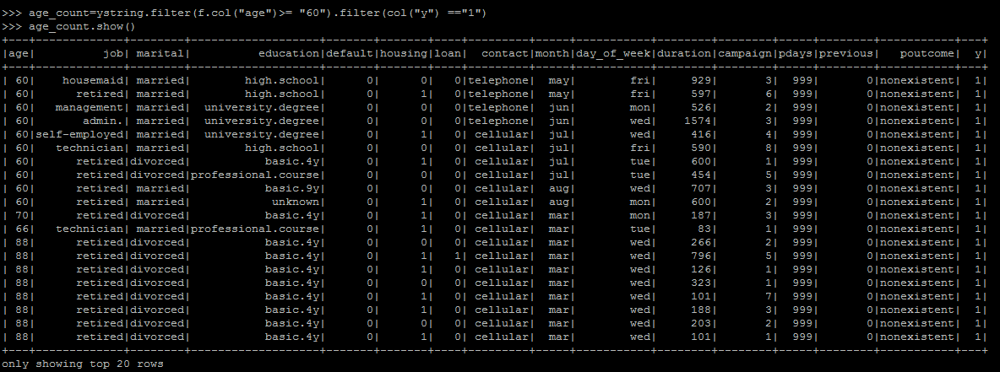 >>> age_count=ystring.filter(f.col("age")>= "60").filter(col("y") =="1")
>>> age_count.show()
+---+-------------+--------+-------------------+-------+-------+----+---------+-----+-----------+--------+--------+-----+--------+-----------+---+
|age|          job| marital|          education|default|housing|loan|  contact|month|day_of_week|duration|campaign|pdays|previous|   poutcome|  y|
+---+-------------+--------+-------------------+-------+-------+----+---------+-----+-----------+--------+--------+-----+--------+-----------+---+
| 60|    housemaid| married|        high.school|      0|      0|   0|telephone|  may|        fri|     929|       3|  999|       0|nonexistent|  1|
| 60|      retired| married|        high.school|      0|      1|   0|telephone|  may|        fri|     597|       6|  999|       0|nonexistent|  1|
| 60|   management| married|  university.degree|      0|      0|   0|telephone|  jun|        mon|     526|       2|  999|       0|nonexistent|  1|
| 60|       admin.| married|  university.degree|      0|      0|   0|telephone|  jun|        wed|    1574|       3|  999|       0|nonexistent|  1|
| 60|self-employed| married|  university.degree|      0|      1|   0| cellular|  jul|        wed|     416|       4|  999|       0|nonexistent|  1|
| 60|   technician| married|        high.school|      0|      0|   0| cellular|  jul|        fri|     590|       8|  999|       0|nonexistent|  1|
| 60|      retired|divorced|           basic.4y|      0|      1|   0| cellular|  jul|        tue|     600|       1|  999|       0|nonexistent|  1|
| 60|      retired|divorced|professional.course|      0|      0|   0| cellular|  jul|        tue|     454|       5|  999|       0|nonexistent|  1|
| 60|      retired| married|           basic.9y|      0|      0|   0| cellular|  aug|        wed|     707|       3|  999|       0|nonexistent|  1|
| 60|      retired| married|            unknown|      0|      1|   0| cellular|  aug|        mon|     600|       2|  999|       0|nonexistent|  1|
| 70|      retired|divorced|           basic.4y|      0|      1|   0| cellular|  mar|        mon|     187|       3|  999|       0|nonexistent|  1|
| 66|   technician| married|professional.course|      0|      1|   0| cellular|  mar|        tue|      83|       1|  999|       0|nonexistent|  1|
| 88|      retired|divorced|           basic.4y|      0|      0|   0| cellular|  mar|        wed|     266|       2|  999|       0|nonexistent|  1|
| 88|      retired|divorced|           basic.4y|      0|      1|   1| cellular|  mar|        wed|     796|       5|  999|       0|nonexistent|  1|
| 88|      retired|divorced|           basic.4y|      0|      1|   0| cellular|  mar|        wed|     126|       1|  999|       0|nonexistent|  1|
| 88|      retired|divorced|           basic.4y|      0|      0|   0| cellular|  mar|        wed|     323|       1|  999|       0|nonexistent|  1|
| 88|      retired|divorced|           basic.4y|      0|      0|   0| cellular|  mar|        wed|     101|       7|  999|       0|nonexistent|  1|
| 88|      retired|divorced|           basic.4y|      0|      1|   0| cellular|  mar|        wed|     188|       3|  999|       0|nonexistent|  1|
| 88|      retired|divorced|           basic.4y|      0|      0|   0| cellular|  mar|        wed|     203|       2|  999|       0|nonexistent|  1|
| 88|      retired|divorced|           basic.4y|      0|      1|   0| cellular|  mar|        wed|     101|       1|  999|       0|nonexistent|  1|
+---+-------------+--------+-------------------+-------+-------+----+---------+-----+-----------+--------+--------+-----+--------+-----------+---+
only showing top 20 rows